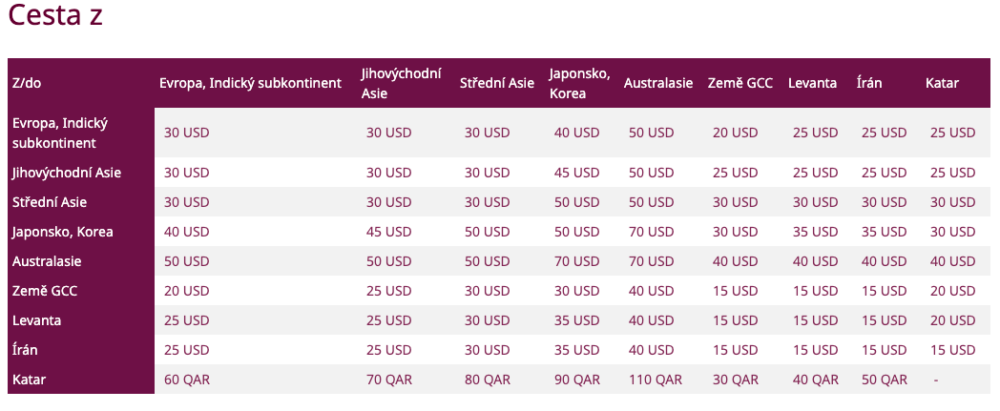 Cesta z
Z/do Evropa, Indický subkontinent Jihovýchodní Asie Střední Asie Japonsko, Korea Australasie Země GCC Levanta Írán Katar
Evropa, Indický subkontinent 30 USD 30 USD 30 USD 40 USD 50 USD 20 USD 25 USD 25 USD 25 USD
Jihovýchodní Asie 30 USD 30 USD 30 USD 45 USD 50 USD 25 USD 25 USD 25 USD 25 USD
Střední Asie 30 USD 30 USD 30 USD 50 USD 50 USD 30 USD 30 USD 30 USD 30 USD
Japonsko, Korea 40 USD 45 USD 50 USD 50 USD 70 USD 30 USD 35 USD 35 USD 30 USD
Australasie 50 USD 50 USD 50 USD 70 USD 70 USD 40 USD 40 USD 40 USD 40 USD
Země GCC 20 USD 25 USD 30 USD 30 USD 40 USD 15 USD 15 USD 15 USD 20 USD
Levanta 25 USD 25 USD 30 USD 35 USD 40 USD 15 USD 15 USD 15 USD 20 USD
Írán 25 USD 25 USD 30 USD 35 USD 40 USD 15 USD 15 USD 15 USD 15 USD
Katar 60 QAR 70 QAR 80 QAR 90 QAR 110 QAR 30 QAR 40 QAR 50 QAR -